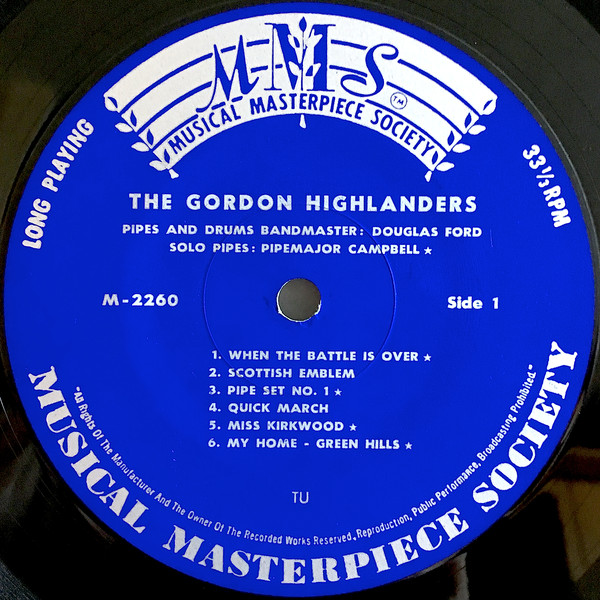 MMS TM
MUSICAL MASTERPIECE SOCIETY
LONG PLAYING
33 1/3 RPM
THE GORDON HIGHLANDERS
PIPES AND DRUMS BANDMASTER: DOUGLAS FORD
SOLO PIPES: PIPEMAJOR CAMPBELL ★
M-2260
Side 1
1. WHEN THE BATTLE IS OVER ★
2. SCOTTISH EMBLEM
3. PIPE SET NO. 1 ★
4. QUICK MARCH
5. MISS KIRKWOOD ★
6. MY HOME - GREEN HILLS ★
TU
"All Rights Of The Manufacturer And The Owner Of The Recorded Works Reserved, Reproduction, Public Performance, Broadcasting Prohibited."
MUSICAL MASTERPIECE SOCIETY